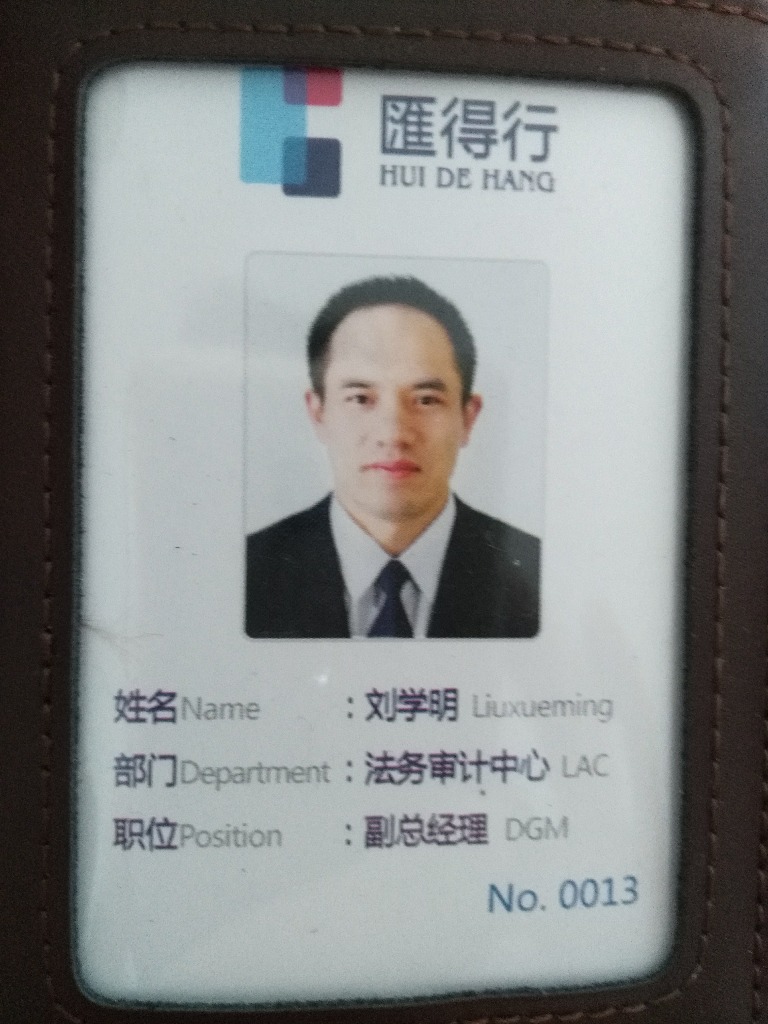 匯得行
HUI DE HANG
姓名Name : 刘学明 Liuxueming
部门Department : 法务审计中心 LAC
职位Position : 副总经理 DGM
No. 0013